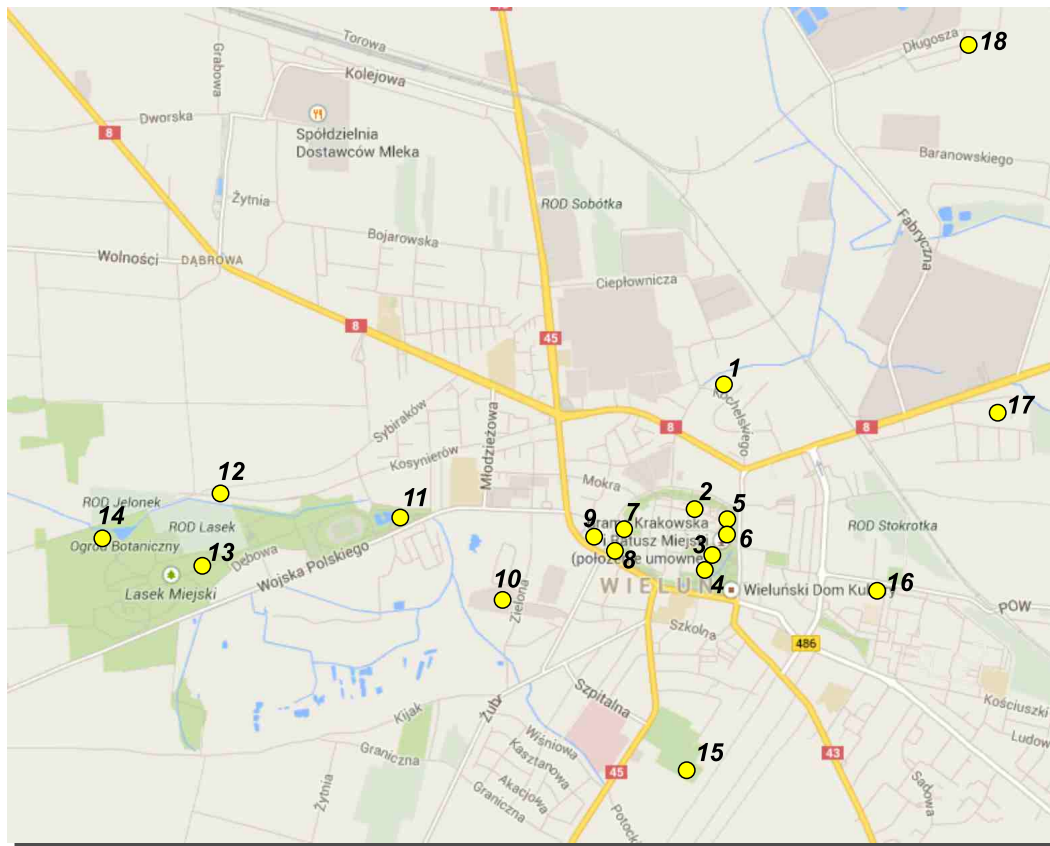 18
Torowa
Długosza
Grabowa
Kolejowa
8
Dworska
Spółdzielnia
Dostawców Mleka
Baranowskiego
Żytnia
ROD Sobótka
Fabryczna
Bojarowska
Wolności
DĄBROWA
Ciepłownicza
8
45
1
Kochelskiego
17
8
8
Sybiraków
Młodzieżowa
Kosynierów
12
Mokra
ROD Jelonek
11
2
5
14
ROD Lasek
9
7
Brama Krakowska
ROD Stokrotka
Ogród Botaniczny
i Ratusz Miejski
6
13
Dębowa
8
(położenie umowne)
3
Wojska Polskiego
4
Lasek Miejski
10
Zielona
WIELUŃ
Wieluński Dom Kultury
16
POW
Szkolna
486
Szpitalna
Żuby
Kościuszki
Kijak
Wiśniowa
Ludow
Graniczna
Kasztanowa
15
43
45
Żytnia
Akacjowa
Graniczna
Sadowa
Potocki